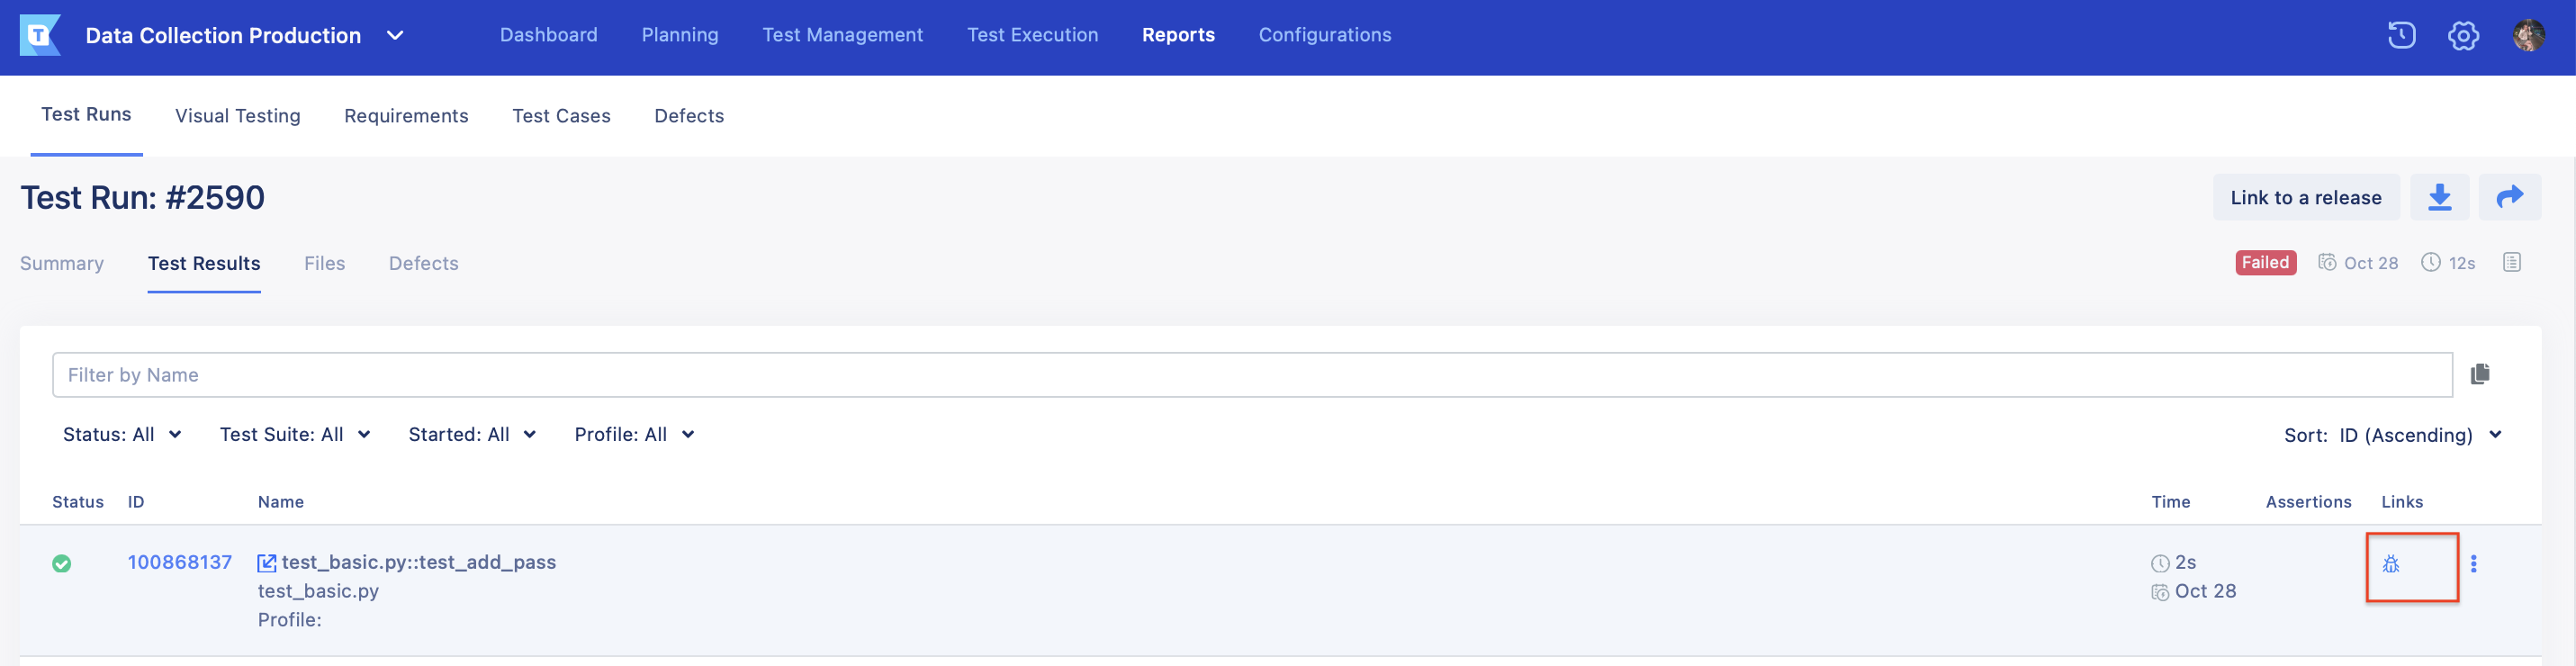 T Data Collection Production Dashboard Planning Test Management Test Execution Reports Configurations
Test Runs Visual Testing Requirements Test Cases Defects
Test Run: #2590 Link to a release
Summary Test Results Files Defects Failed Oct 28 12s
Filter by Name
Status: All Test Suite: All Started: All Profile: All Sort: ID (Ascending)
Status ID Name Time Assertions Links
100868137 test_basic.py::test_add_pass 2s
test_basic.py Oct 28
Profile: